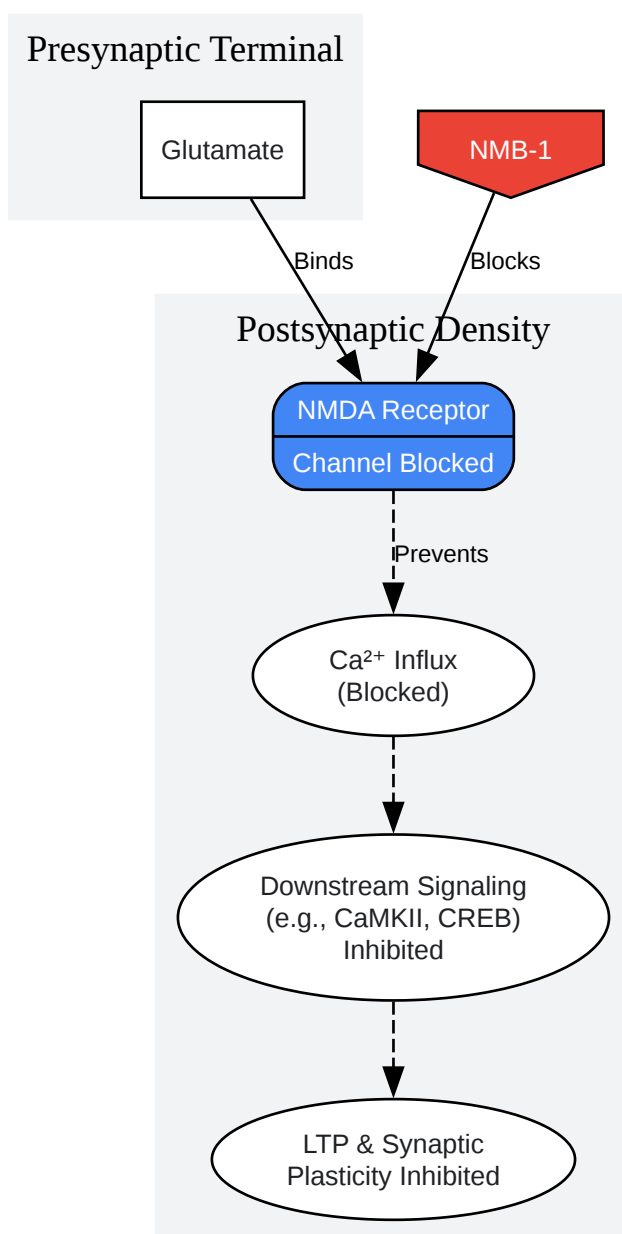 Presynaptic Terminal
Glutamate
NMB-1
Binds
Blocks
Postsynaptic Density
NMDA Receptor
Channel Blocked
Prevents
Ca²⁺ Influx
(Blocked)
Downstream Signaling
(e.g., CaMKII, CREB)
Inhibited
LTP & Synaptic
Plasticity Inhibited